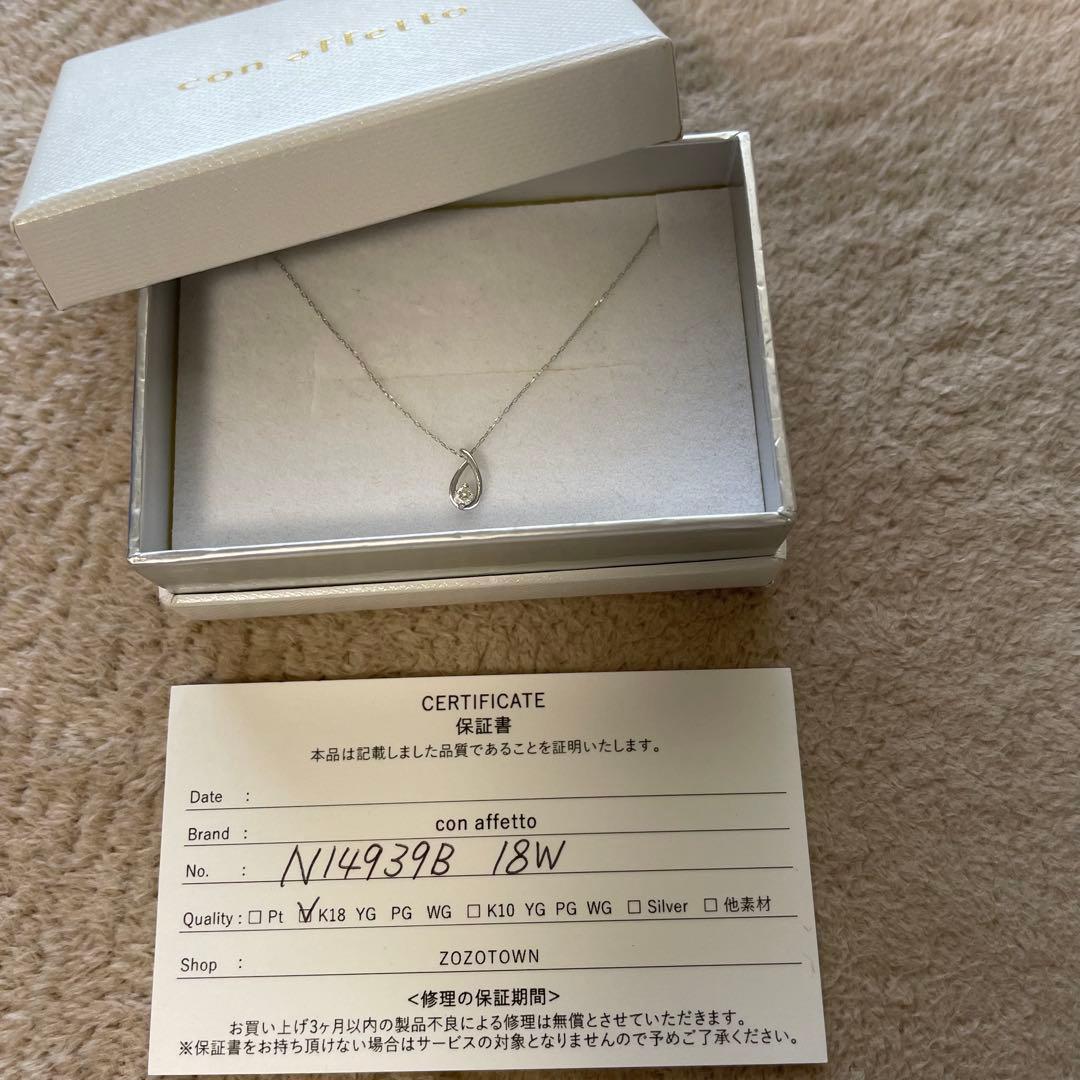 con affetto
CERTIFICATE
保証書
本品は記載しました品質であることを証明いたします。
Date :
Brand : con affetto
No. : N14939B 18W
Quality : □ Pt ☑ K18 YG PG WG □ K10 YG PG WG □ Silver □ 他素材
Shop : ZOZOTOWN
<修理の保証期間>
お買い上げ3ヶ月以内の製品不良による修理は無償とさせていただきます。
※保証書をお持ち頂けない場合はサービスの対象となりませんので予めご了承ください。